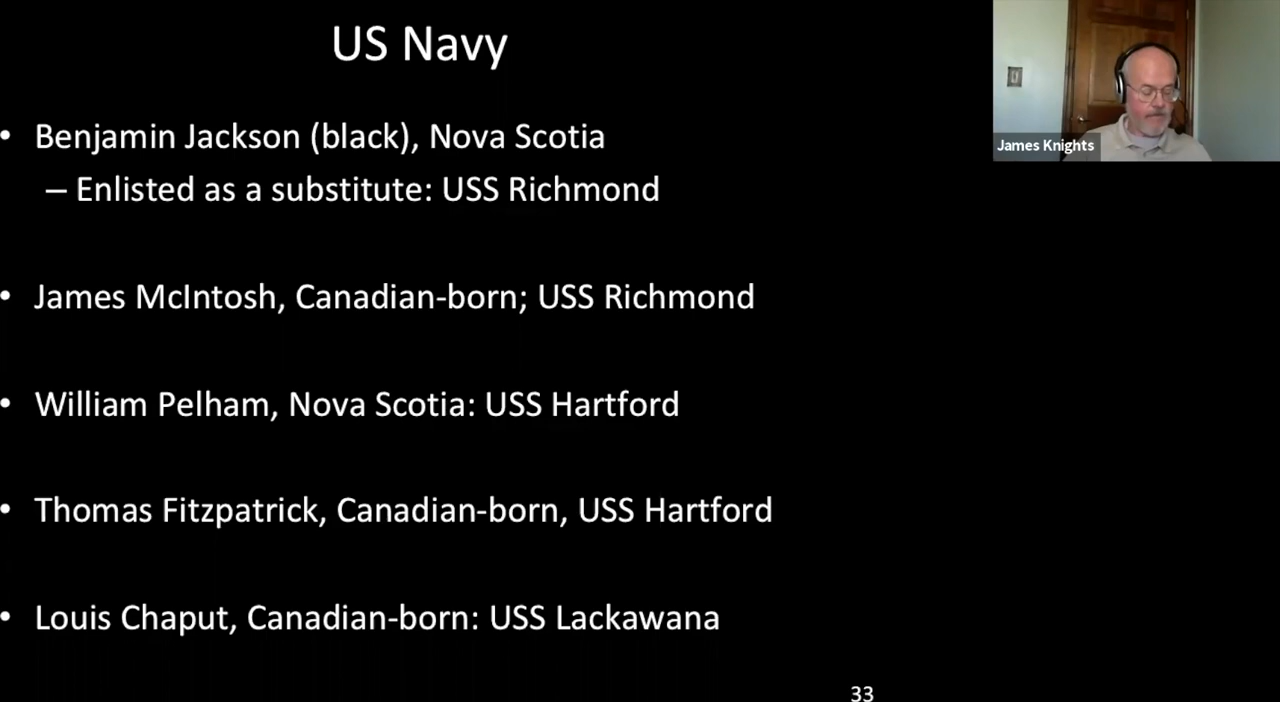 US Navy
• Benjamin Jackson (black), Nova Scotia
– Enlisted as a substitute: USS Richmond
• James McIntosh, Canadian-born; USS Richmond
• William Pelham, Nova Scotia: USS Hartford
• Thomas Fitzpatrick, Canadian-born, USS Hartford
• Louis Chaput, Canadian-born: USS Lackawana
33
James Knights